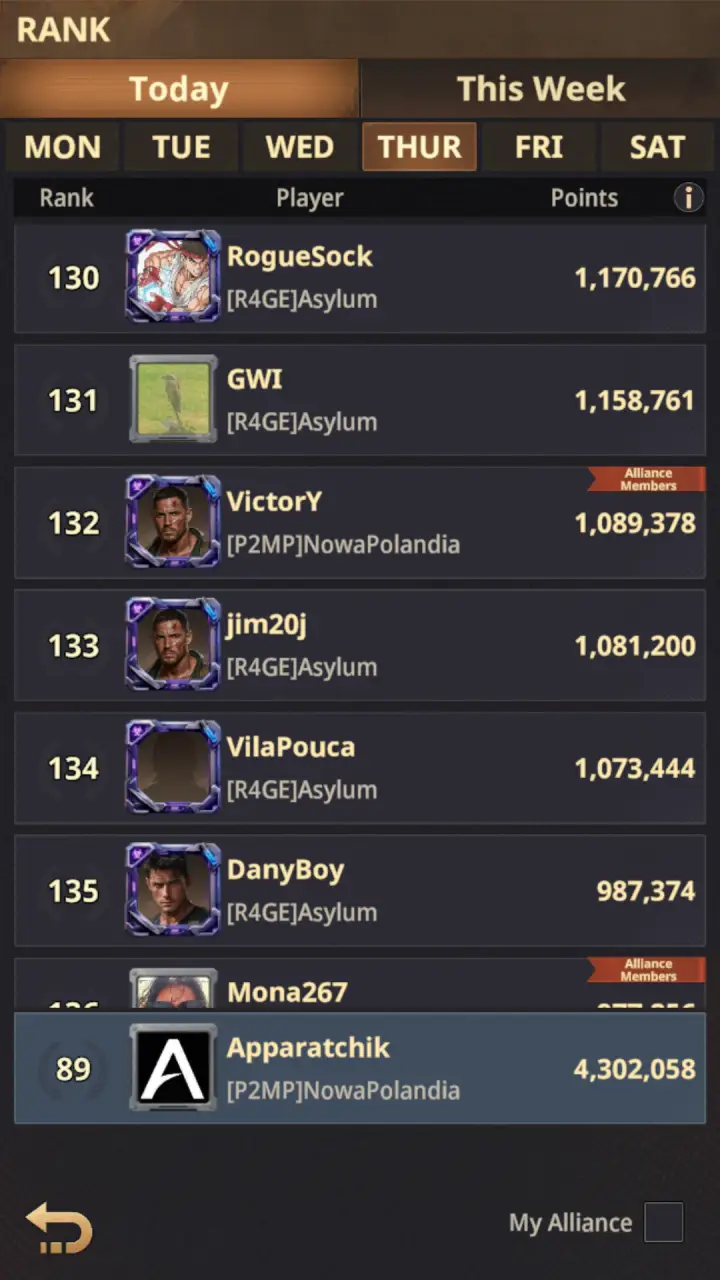 RANK
Today This Week
MON TUE WED THUR FRI SAT
Rank Player Points i
RogueSock
130 1,170,766
[R4GE]Asylum
GWI
131 1,158,761
[R4GE]Asylum
Alliance
Members
VictorY
132 1,089,378
[P2MP]NowaPolandia
jim20j
133 1,081,200
[R4GE]Asylum
VilaPouca
134 1,073,444
[R4GE]Asylum
DanyBoy
135 987,374
[R4GE]Asylum
Alliance
Members
Mona267
Apparatchik
89 4,302,058
[P2MP]NowaPolandia
My Alliance